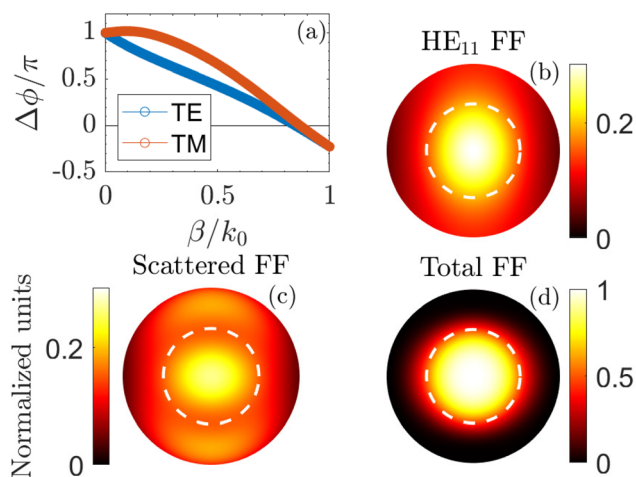 (a)
1
0.5
0
-0.5
Δϕ/π
TE
TM
0
0.5
1
β/k₀
HE₁₁ FF
(b)
0.2
0
Scattered FF
(c)
Normalized units
0.2
0
Total FF
(d)
1
0.5
0